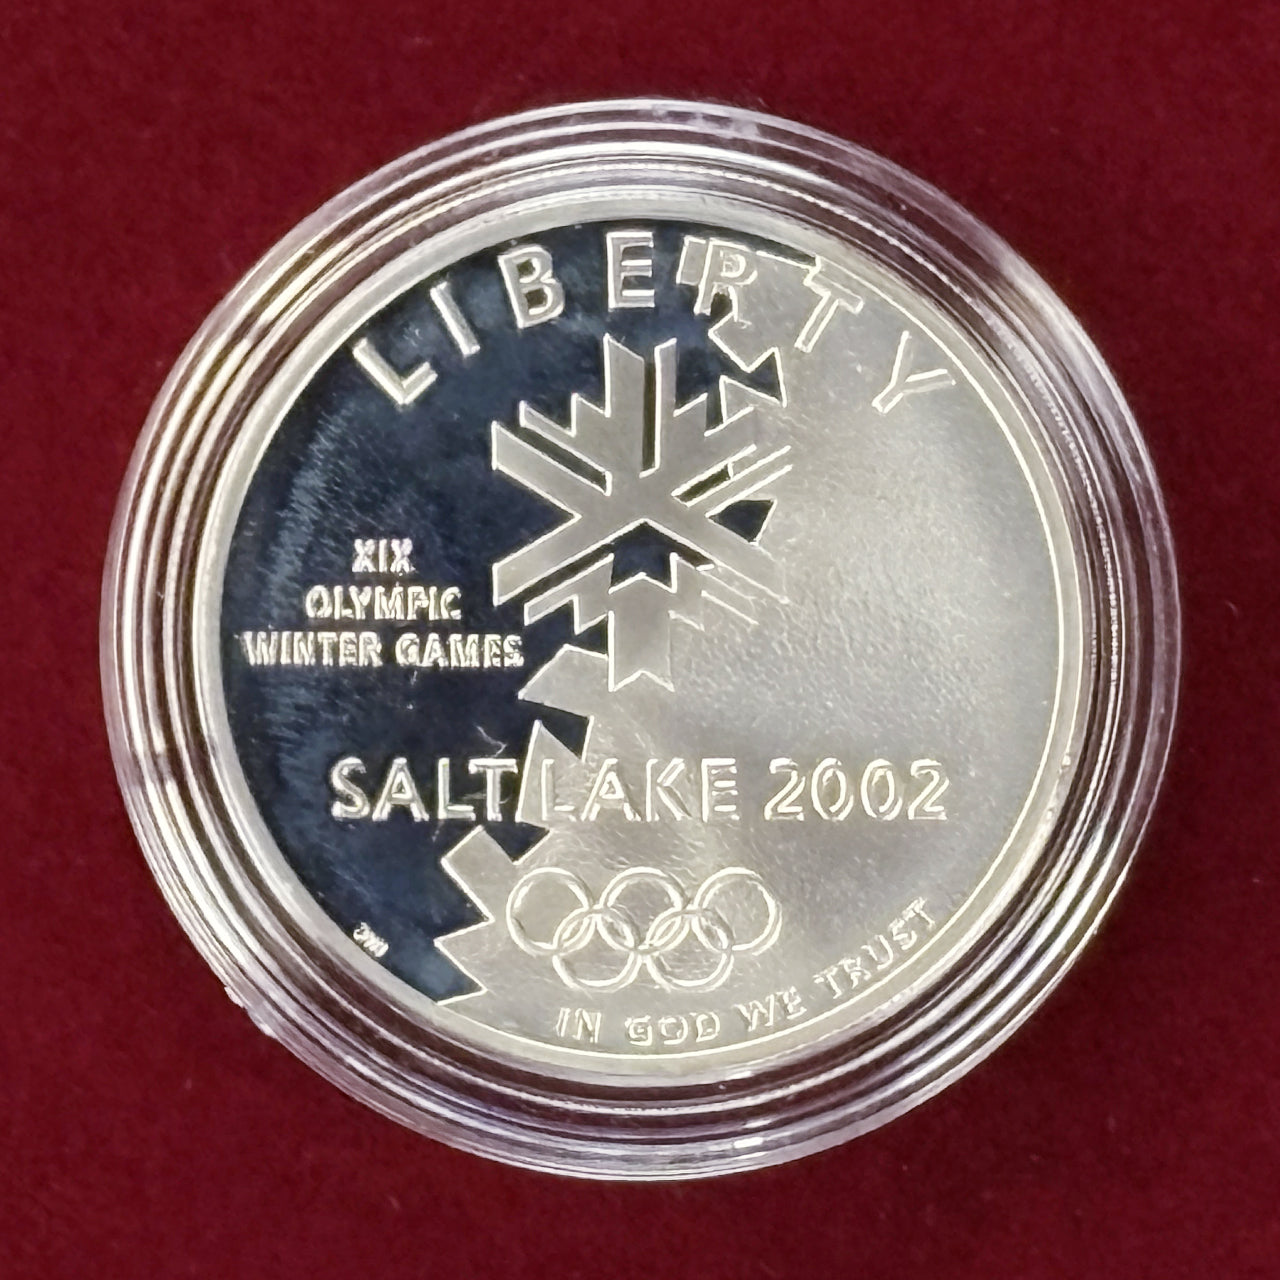 LIBERTY
XIX
OLYMPIC
WINTER GAMES
SALT LAKE 2002
IN GOD WE TRUST